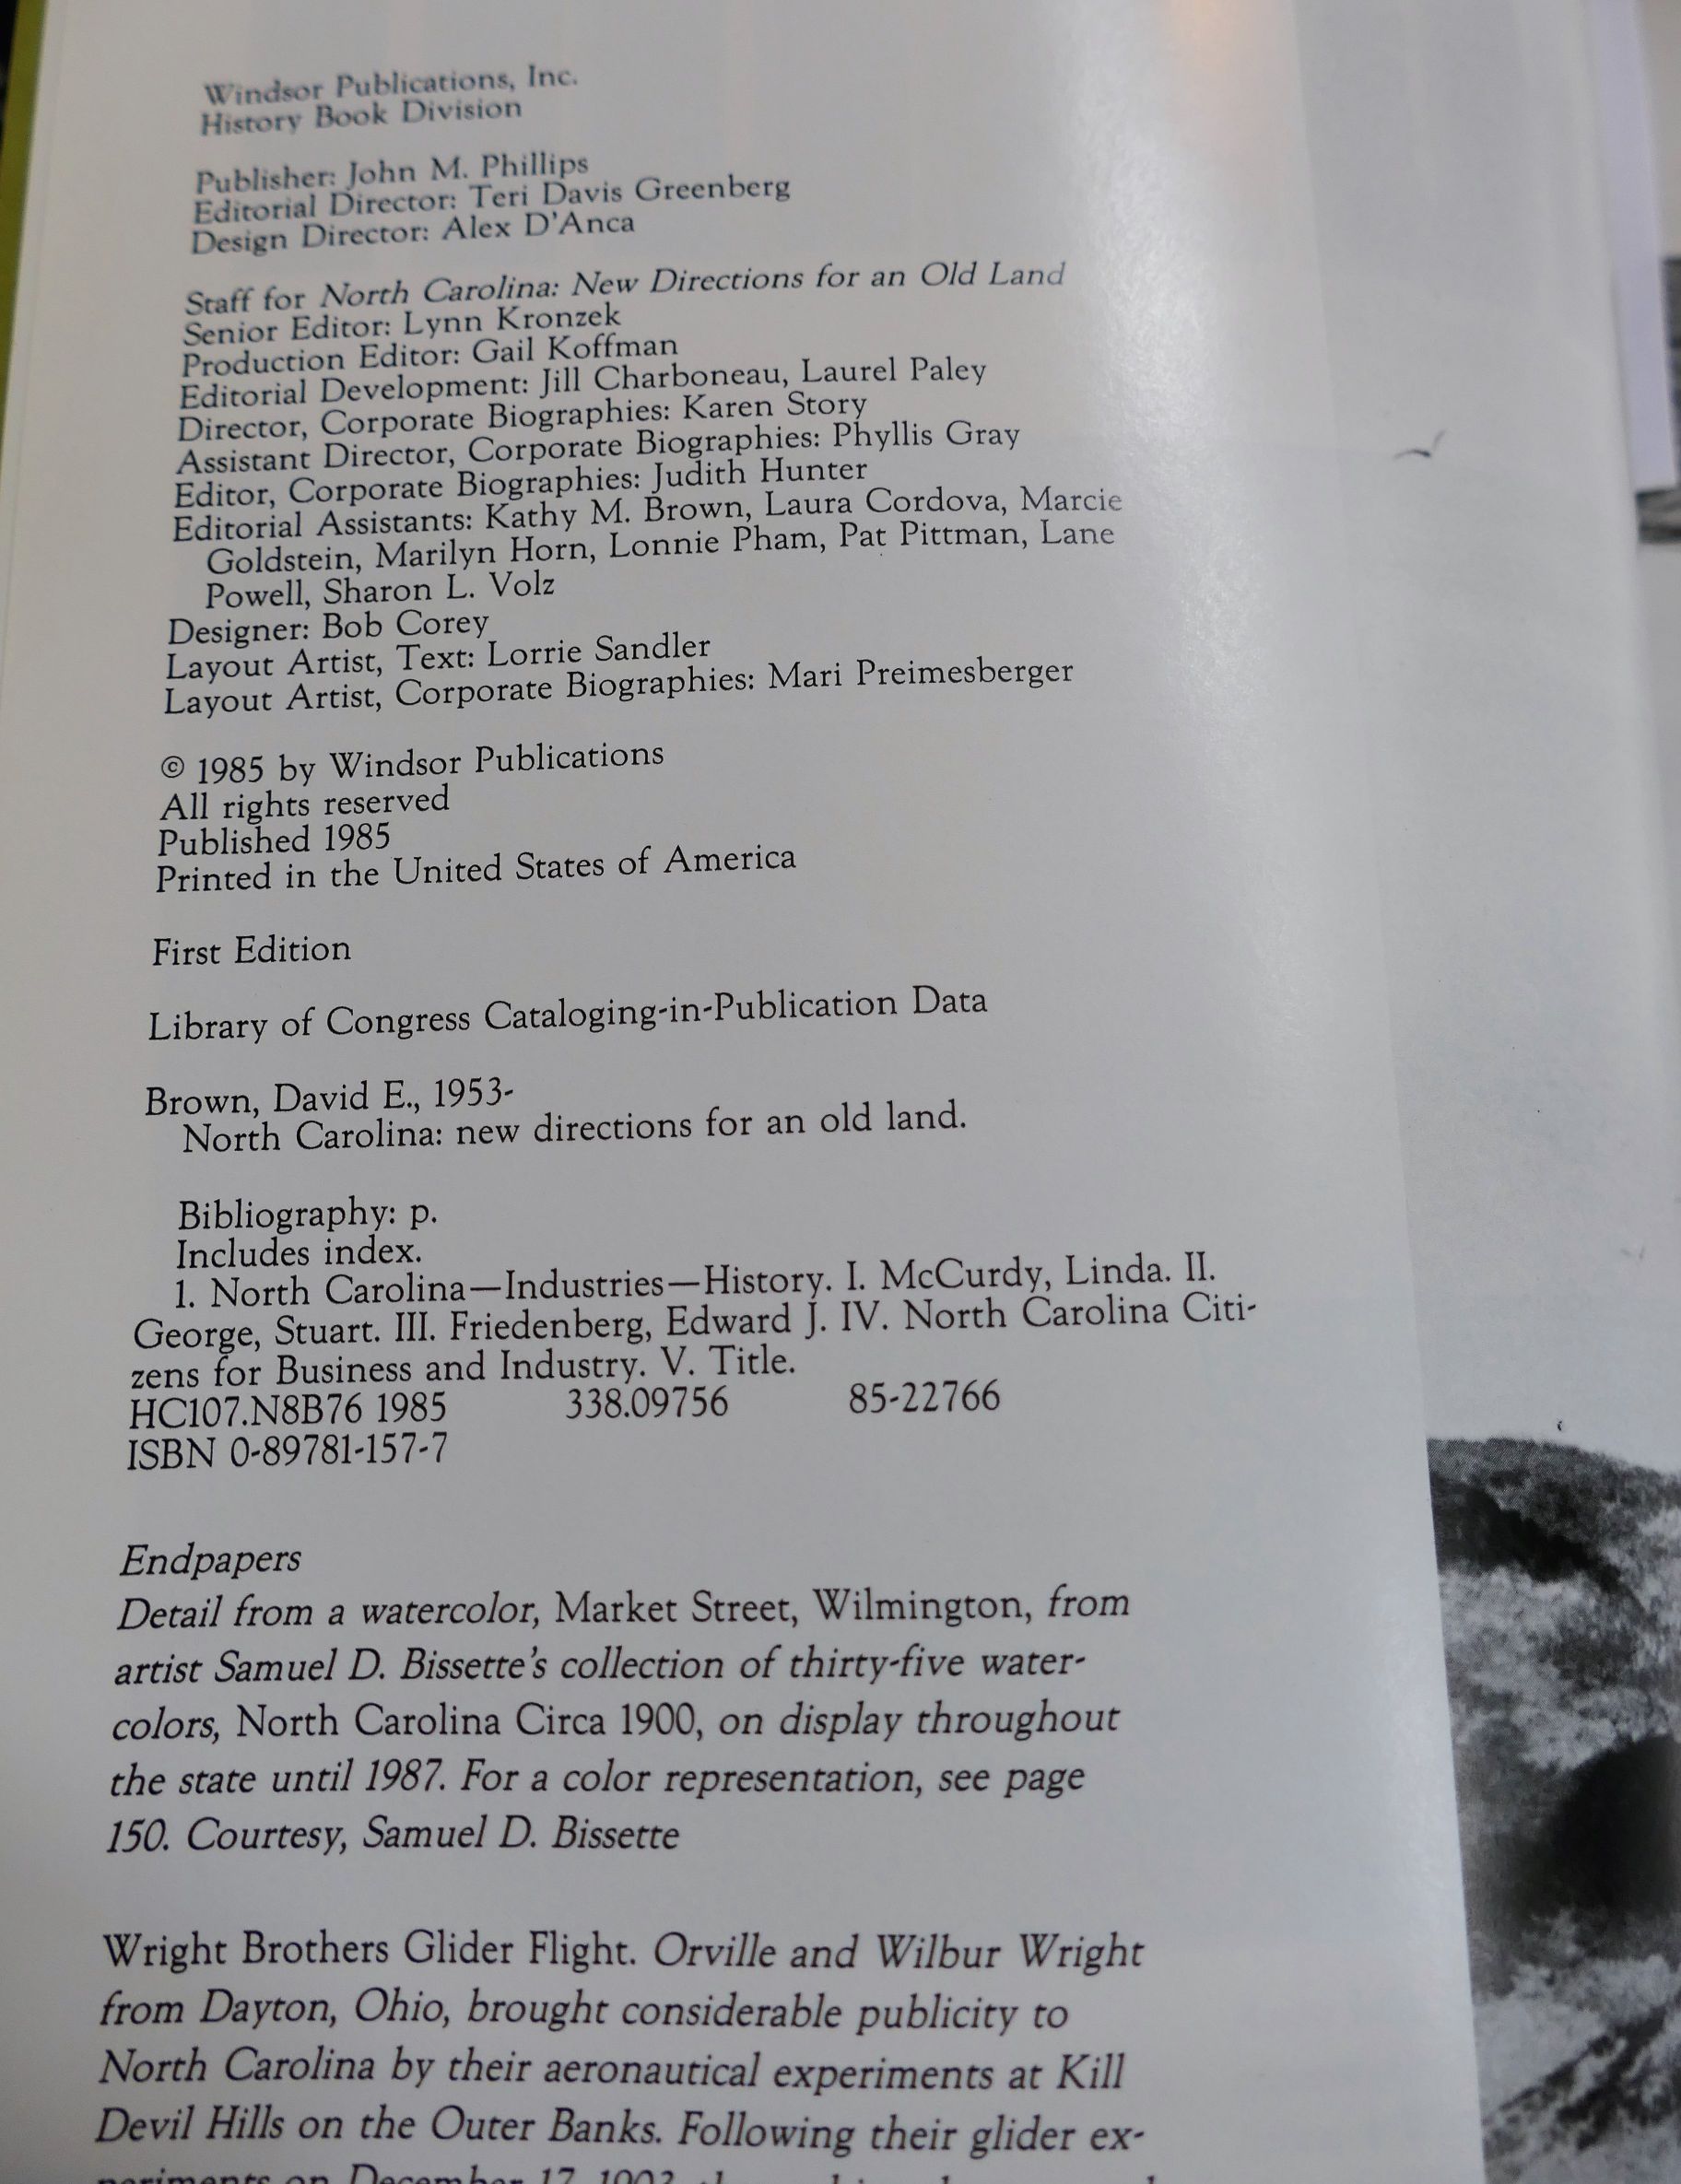 Windsor Publications, Inc.
History Book Division
Publisher: John M. Phillips
Editorial Director: Teri Davis Greenberg
Design Director: Alex D'Anca
Staff for North Carolina: New Directions for an Old Land
Senior Editor: Lynn Kronzek
Production Editor: Gail Koffman
Editorial Development: Jill Charboneau, Laurel Paley
Director, Corporate Biographies: Karen Story
Assistant Director, Corporate Biographies: Phyllis Gray
Editor, Corporate Biographies: Judith Hunter
Editorial Assistants: Kathy M. Brown, Laura Cordova, Marcie
Goldstein, Marilyn Horn, Lonnie Pham, Pat Pittman, Lane
Powell, Sharon L. Volz
Designer: Bob Corey
Layout Artist, Text: Lorrie Sandler
Layout Artist, Corporate Biographies: Mari Preimesberger
© 1985 by Windsor Publications
All rights reserved
Published 1985
Printed in the United States of America
First Edition
Library of Congress Cataloging-in-Publication Data
Brown, David E., 1953-
North Carolina: new directions for an old land.
Bibliography: p.
Includes index.
1. North Carolina—Industries—History. I. McCurdy, Linda. II.
George, Stuart. III. Friedenberg, Edward J. IV. North Carolina Citi-
zens for Business and Industry. V. Title.
HC107.N8B76 1985 338.09756 85-22766
ISBN 0-89781-157-7
Endpapers
Detail from a watercolor, Market Street, Wilmington, from
artist Samuel D. Bissette's collection of thirty-five water-
colors, North Carolina Circa 1900, on display throughout
the state until 1987. For a color representation, see page
150. Courtesy, Samuel D. Bissette
Wright Brothers Glider Flight. Orville and Wilbur Wright
from Dayton, Ohio, brought considerable publicity to
North Carolina by their aeronautical experiments at Kill
Devil Hills on the Outer Banks. Following their glider ex-
periments on December 17, 1903,